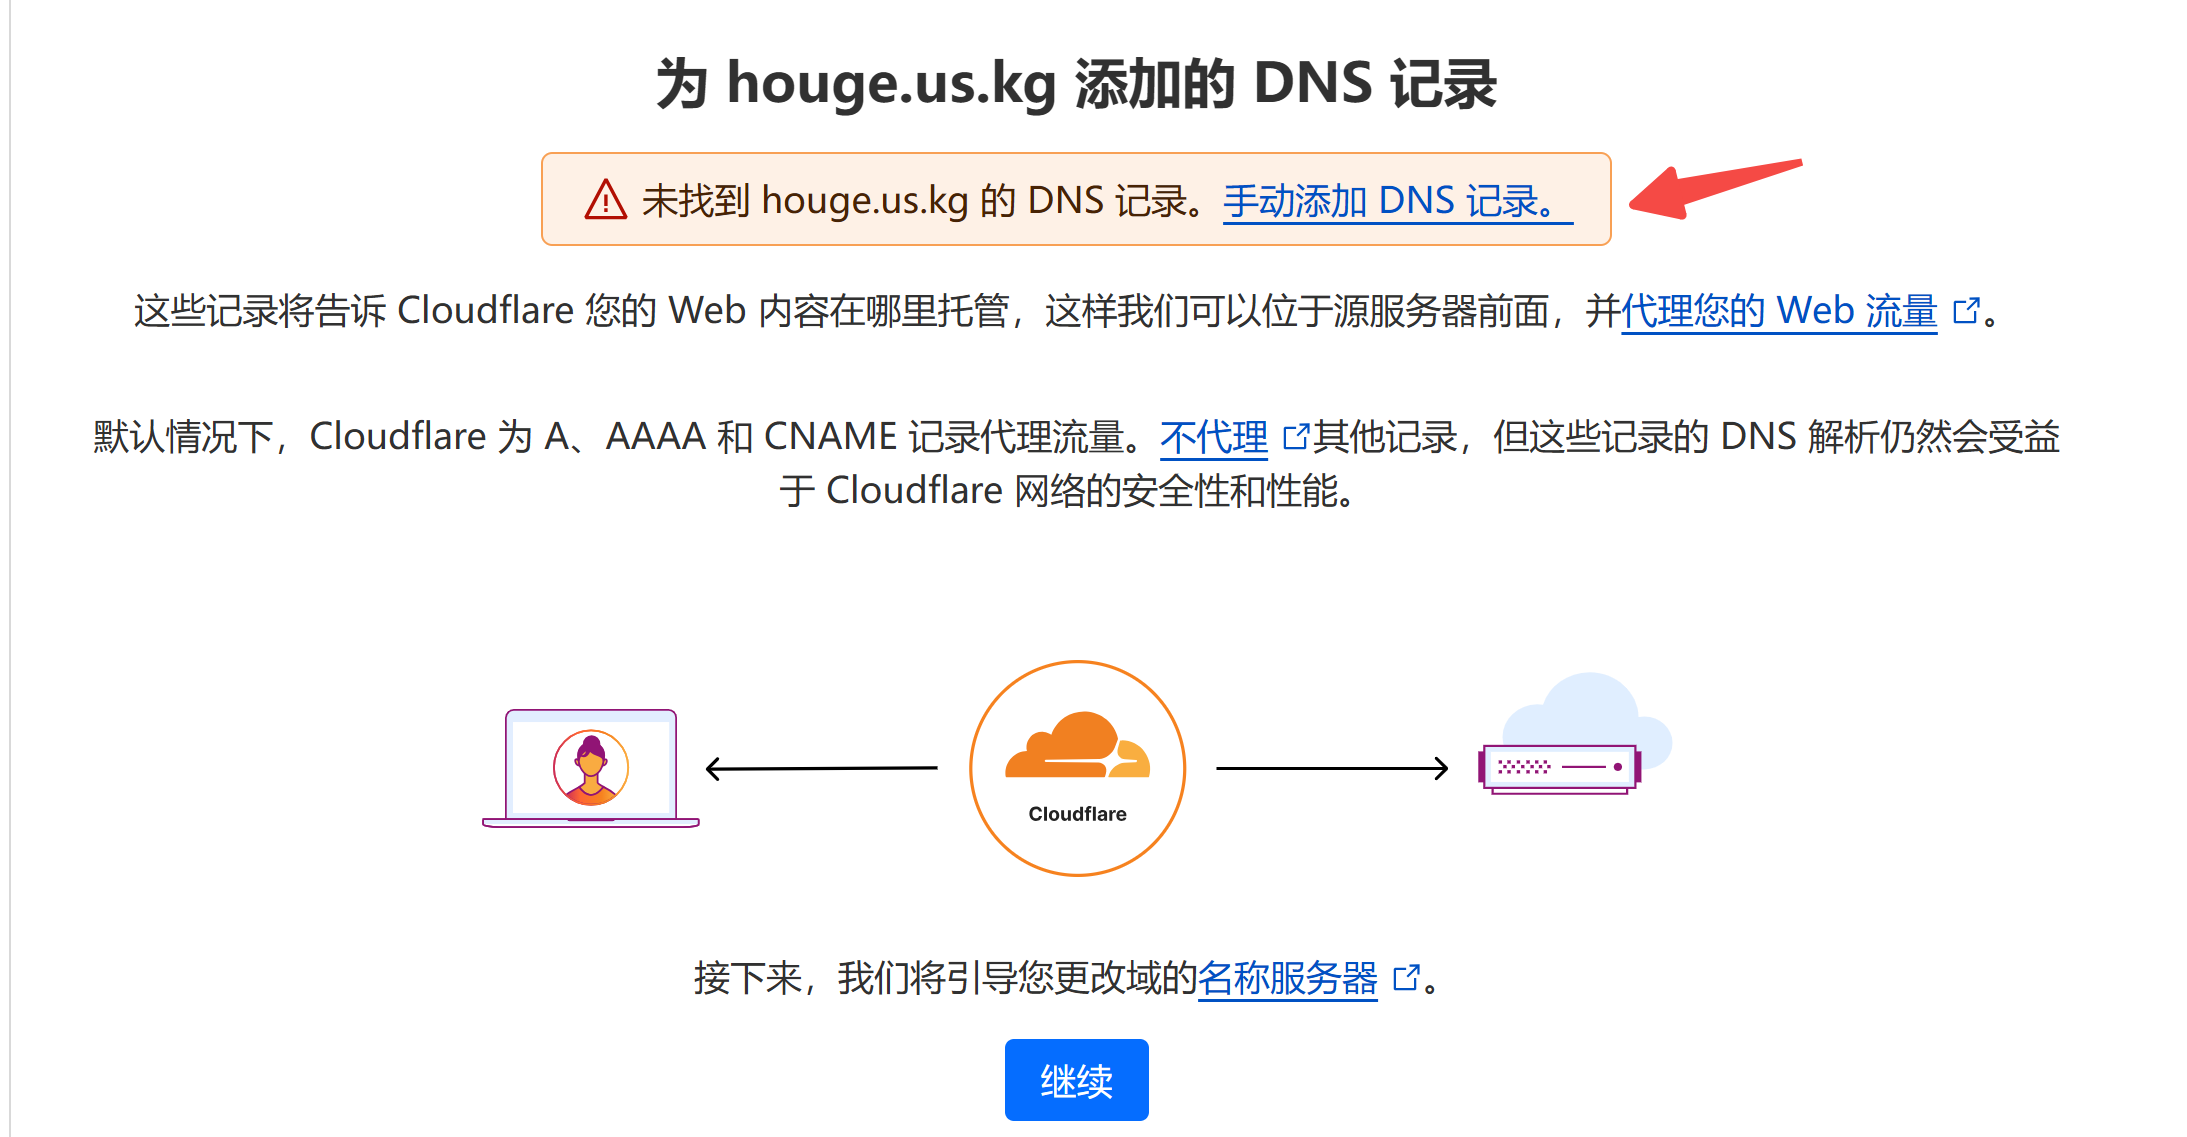 为 houge.us.kg 添加的 DNS 记录
未找到 houge.us.kg 的 DNS 记录。手动添加 DNS 记录。
这些记录将告诉 Cloudflare 您的 Web 内容在哪里托管，这样我们可以位于源服务器前面，并代理您的 Web 流量。
默认情况下，Cloudflare 为 A、AAAA 和 CNAME 记录代理流量。不代理其他记录，但这些记录的 DNS 解析仍然会受益
于 Cloudflare 网络的安全性和性能。
Cloudflare
接下来，我们将引导您更改域的名称服务器。
继续